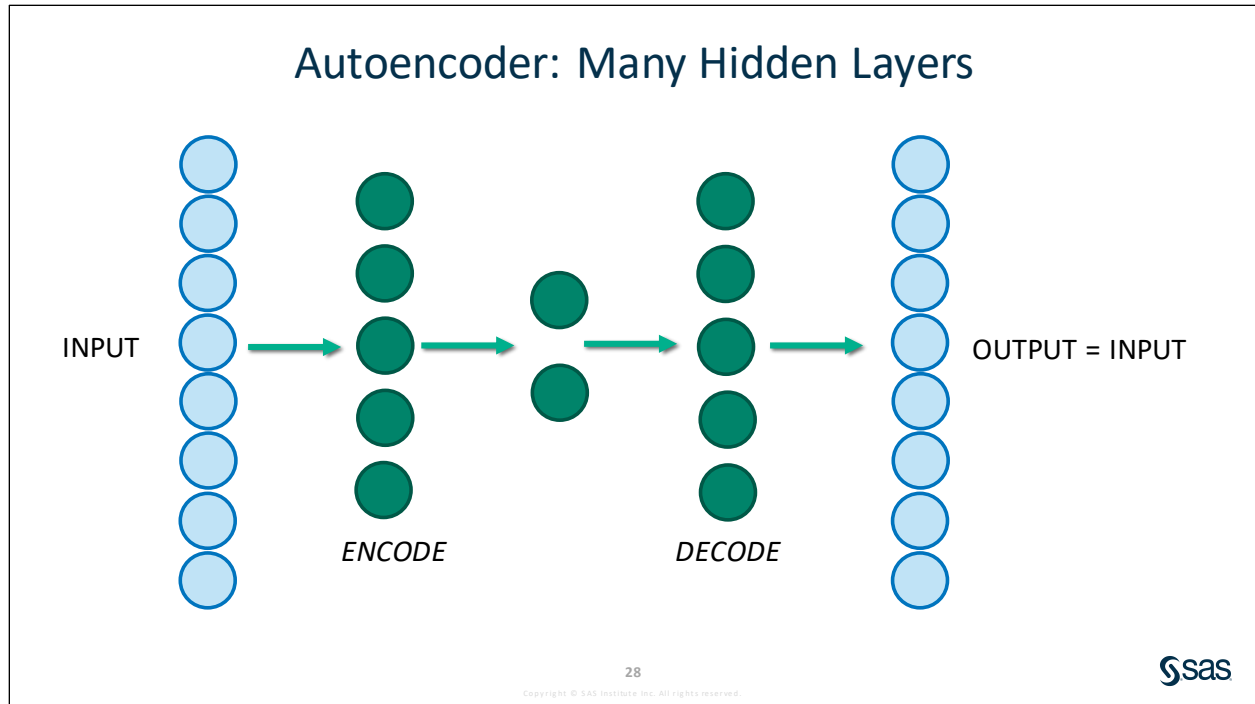 Autoencoder: Many Hidden Layers
INPUT
OUTPUT = INPUT
ENCODE
DECODE
28
Copyright © SAS Institute Inc. All rights reserved.
sas